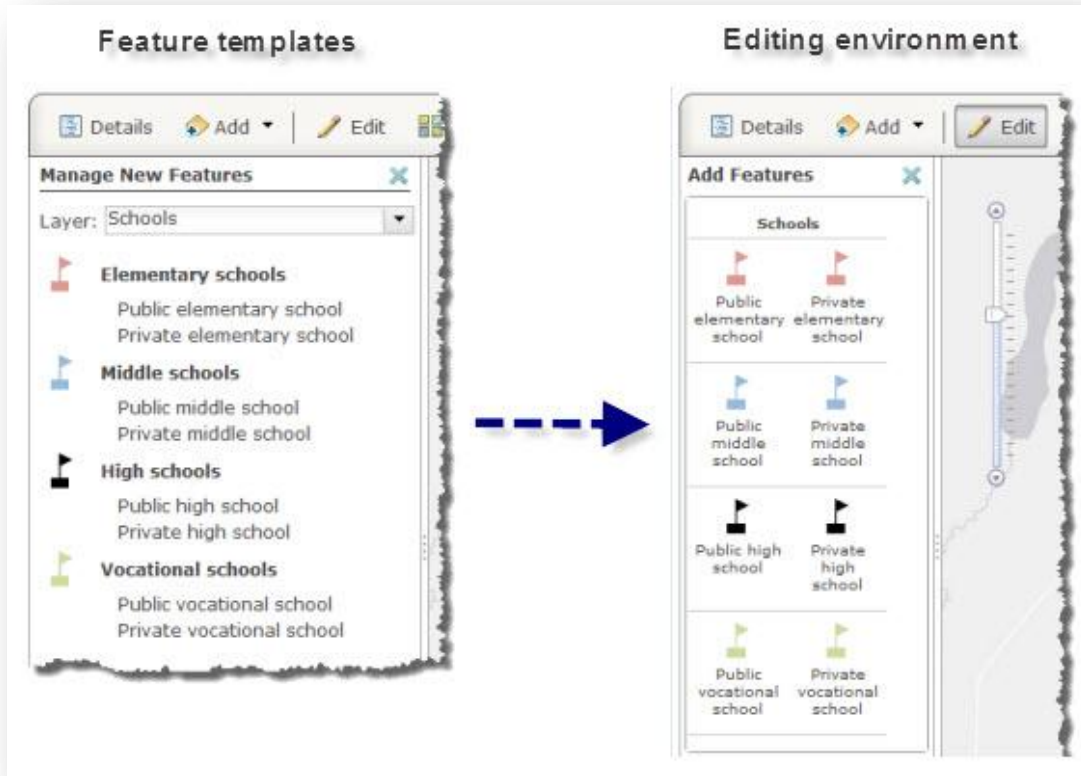 Feature templates
Details Add Edit
Manage New Features
Layer: Schools
Elementary schools
Public elementary school
Private elementary school
Middle schools
Public middle school
Private middle school
High schools
Public high school
Private high school
Vocational schools
Public vocational school
Private vocational school
Editing environment
Details Add Edit
Add Features
Schools
Public
elementary
school
Private
elementary
school
Public
middle
school
Private
middle
school
Public high
school
Private
high
school
Public
vocational
school
Private
vocational
school